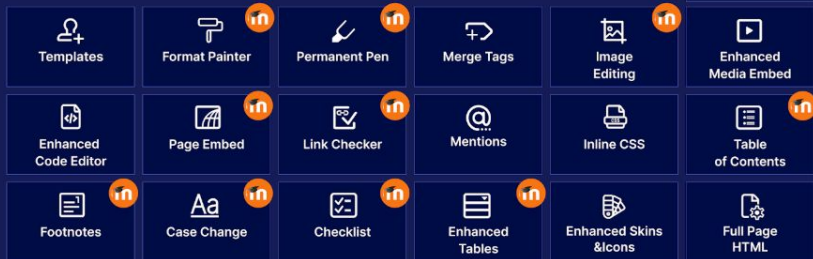 Templates
Format Painter
Permanent Pen
Merge Tags
Image
Editing
Enhanced
Media Embed
Enhanced
Code Editor
Page Embed
Link Checker
Mentions
Inline CSS
Table
of Contents
Footnotes
Aa
Case Change
Checklist
Enhanced
Tables
Enhanced Skins
&Icons
Full Page
HTML